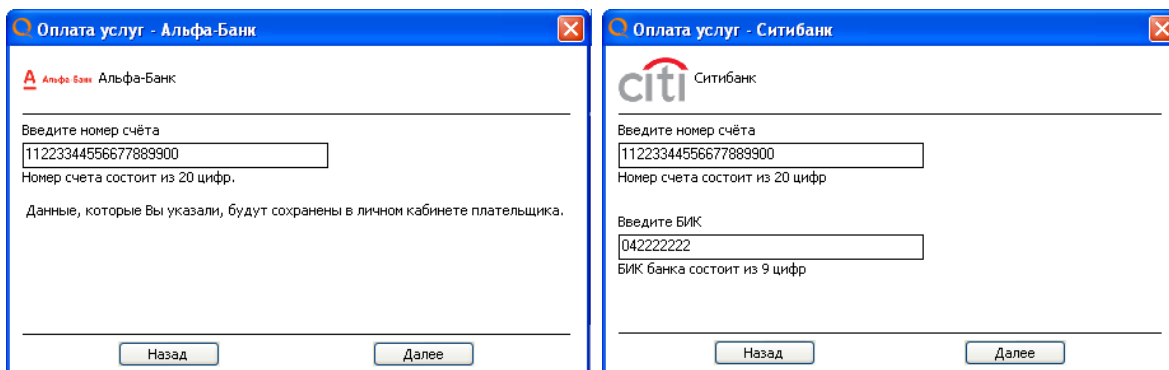 Оплата услуг - Альфа-Банк
А Альфа-Банк Альфа-Банк
Введите номер счёта
11223344556677889900
Номер счета состоит из 20 цифр.
Данные, которые Вы указали, будут сохранены в личном кабинете плательщика.
Назад Далее
Оплата услуг - Ситибанк
citi Ситибанк
Введите номер счёта
11223344556677889900
Номер счета состоит из 20 цифр
Введите БИК
042222222
БИК банка состоит из 9 цифр
Назад Далее